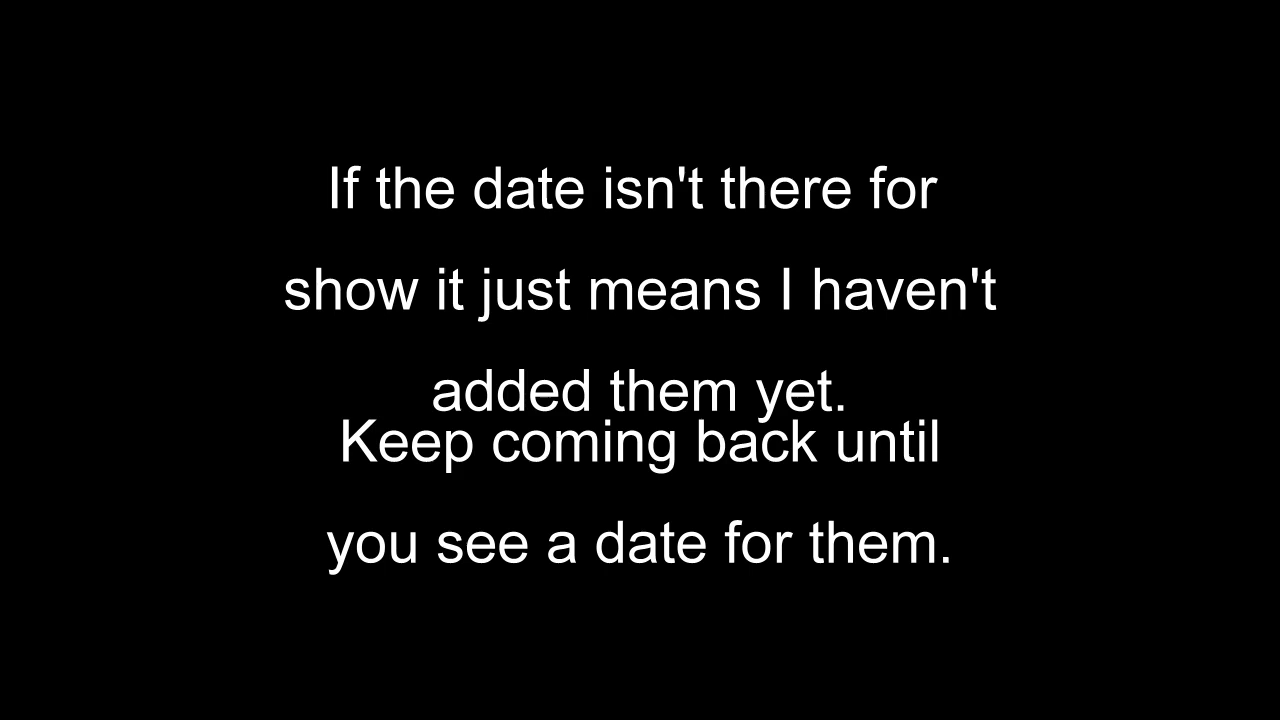 If the date isn't there for
show it just means I haven't
added them yet.
Keep coming back until
you see a date for them.